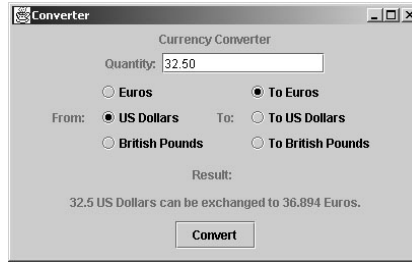 Converter
Currency Converter
Quantity: 32.50
Euros To Euros
From: US Dollars To: To US Dollars
British Pounds To British Pounds
Result:
32.5 US Dollars can be exchanged to 36.894 Euros.
Convert